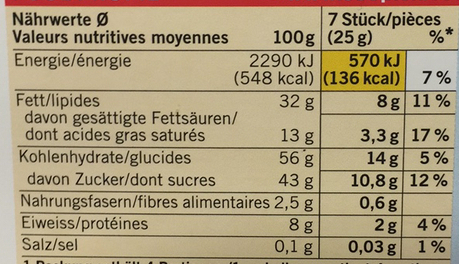 Nährwerte Ø 7 Stück/pièces
Valeurs nutritives moyennes 100g (25 g) %*
Energie/énergie 2290 kJ 570 kJ
(548 kcal) (136 kcal) 7 %
Fett/lipides 32 g 8 g 11 %
davon gesättigte Fettsäuren/
dont acides gras saturés 13 g 3,3 g 17 %
Kohlenhydrate/glucides 56 g 14 g 5 %
davon Zucker/dont sucres 43 g 10,8 g 12 %
Nahrungsfasern/fibres alimentaires 2,5 g 0,6 g
Eiweiss/protéines 8 g 2 g 4 %
Salz/sel 0,1 g 0,03 g 1 %